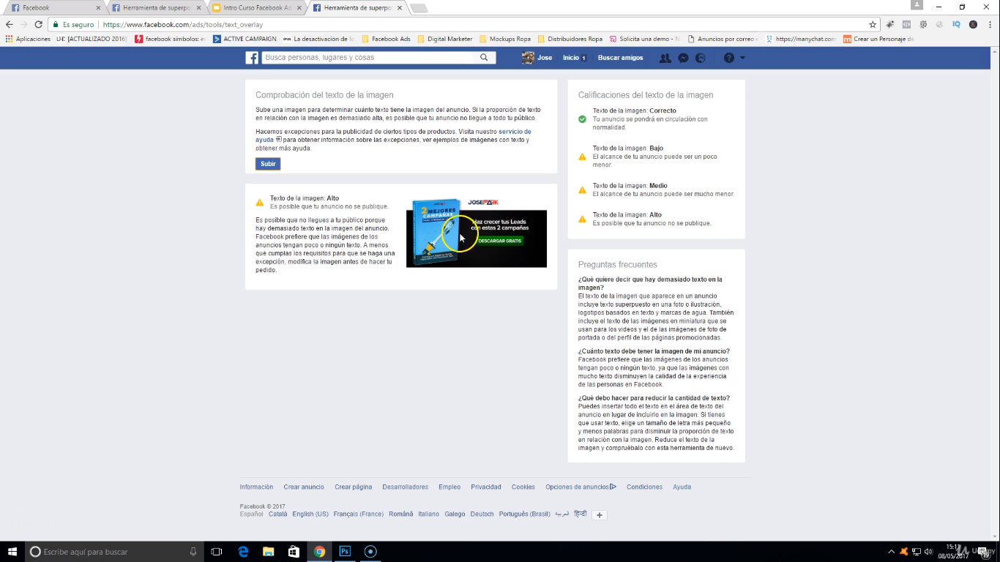 Facebook
Herramienta de superpo
Intro Curso Facebook Ad
Herramienta de superpo
Es seguro
https://www.facebook.com/ads/tools/text_overlay
Aplicaciones
[ACTUALIZADO 2016]
facebook símbolos: e
ACTIVE CAMPAIGN
La desactivación de l
Facebook Ads
Digital Marketer
Mockups Ropa
Distribuidores Ropa
Solicita una demo - N
Anuncios por correo e
https://manychat.com
Crear un Personaje de
Busca personas, lugares y cosas
Jose
Inicio 1
Buscar amigos
Comprobación del texto de la imagen
Sube una imagen para determinar cuánto texto tiene la imagen del anuncio. Si la proporción de texto
en relación con la imagen es demasiado alta, es posible que tu anuncio no llegue a todo tu público.
Hacemos excepciones para la publicidad de ciertos tipos de productos. Visita nuestro servicio de
ayuda para obtener información sobre las excepciones, ver ejemplos de imágenes con texto y
obtener más ayuda.
Subir
Texto de la imagen: Alto
Es posible que tu anuncio no se publique.
Es posible que no llegues a tu público porque
hay demasiado texto en la imagen del anuncio.
Facebook prefiere que las imágenes de los
anuncios tengan poco o ningún texto. A menos
que cumplas los requisitos para que se haga una
excepción, modifica la imagen antes de hacer tu
pedido.
JOSEPARK
2 MEJORES
CAMPAÑAS
Haz crecer tus Leads
con estas 2 campañas
DESCARGAR GRATIS
Calificaciones del texto de la imagen
Texto de la imagen: Correcto
Tu anuncio se pondrá en circulación con
normalidad.
Texto de la imagen: Bajo
El alcance de tu anuncio puede ser un poco
menor.
Texto de la imagen: Medio
El alcance de tu anuncio puede ser mucho menor.
Texto de la imagen: Alto
Es posible que tu anuncio no se publique.
Preguntas frecuentes
¿Qué quiere decir que hay demasiado texto en la
imagen?
El texto de la imagen que aparece en un anuncio
incluye texto superpuesto en una foto o ilustración,
logotipos basados en texto y marcas de agua. También
incluye el texto de las imágenes en miniatura que se
usan para los videos y el de las imágenes de foto de
portada o del perfil de las páginas promocionadas.
¿Cuánto texto debe tener la imagen de mi anuncio?
Facebook prefiere que las imágenes de los anuncios
tengan poco o ningún texto, ya que las imágenes con
mucho texto disminuyen la calidad de la experiencia
de las personas en Facebook.
¿Qué debo hacer para reducir la cantidad de texto?
Puedes insertar todo el texto en el área de texto del
anuncio en lugar de incluirlo en la imagen. Si tienes
que usar texto, elige un tamaño de letra más pequeño
y menos palabras para disminuir la proporción de texto
en relación con la imagen. Reduce el texto de la
imagen y compruébalo con esta herramienta de nuevo.
Información Crear anuncio Crear página Desarrolladores Empleo Privacidad Cookies Opciones de anuncios Condiciones Ayuda
Facebook © 2017
Español Català English (US) Français (France) Română Italiano Galego Deutsch Português (Brasil) العربية हिन्दी +
Escribe aquí para buscar
08/05/2017
Udemy